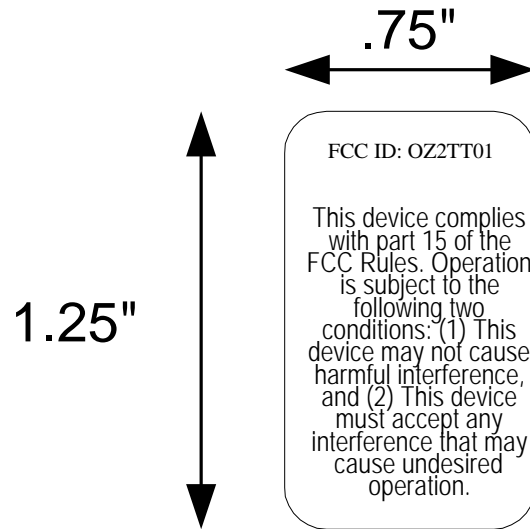 .75"
FCC ID: OZ2TT01
1.25"
This device complies
with part 15 of the
FCC Rules. Operation
is subject to the
following two
conditions: (1) This
device may not cause
harmful interference,
and (2) This device
must accept any
interference that may
cause undesired
operation.